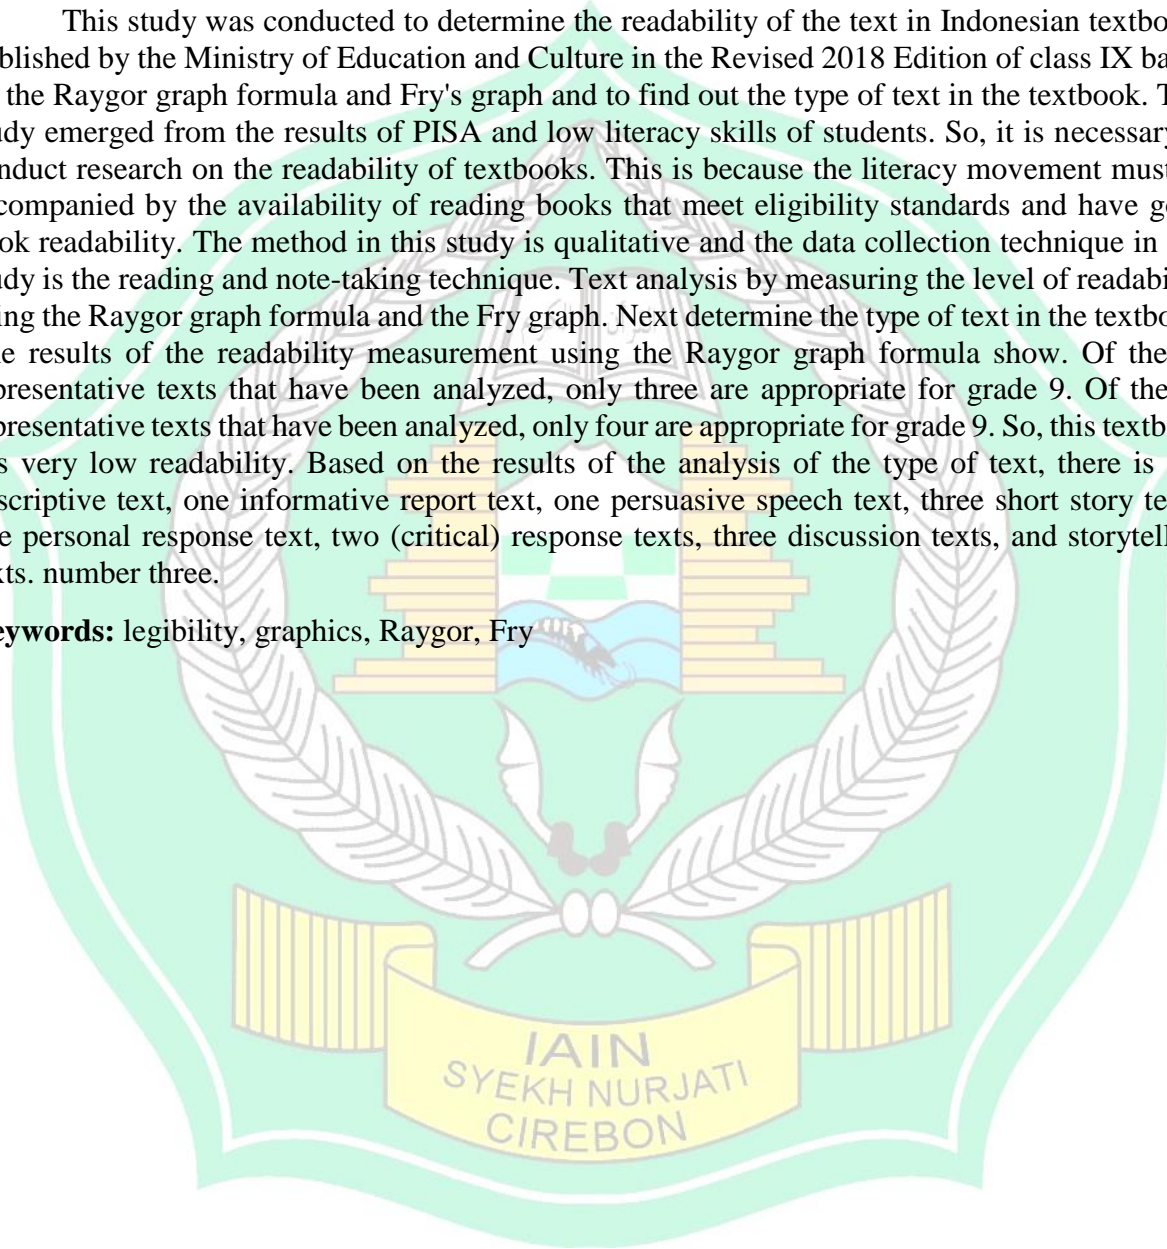 This study was conducted to determine the readability of the text in Indonesian textbo
blished by the Ministry of Education and Culture in the Revised 2018 Edition of class IX ba
the Raygor graph formula and Fry's graph and to find out the type of text in the textbook. T
udy emerged from the results of PISA and low literacy skills of students. So, it is necessary
nduct research on the readability of textbooks. This is because the literacy movement must
companied by the availability of reading books that meet eligibility standards and have go
ok readability. The method in this study is qualitative and the data collection technique in
udy is the reading and note-taking technique. Text analysis by measuring the level of readabi
ing the Raygor graph formula and the Fry graph. Next determine the type of text in the textbo
e results of the readability measurement using the Raygor graph formula show. Of the
presentative texts that have been analyzed, only three are appropriate for grade 9. Of the
presentative texts that have been analyzed, only four are appropriate for grade 9. So, this textb
s very low readability. Based on the results of the analysis of the type of text, there is
scriptive text, one informative report text, one persuasive speech text, three short story te
e personal response text, two (critical) response texts, three discussion texts, and storytell
xts. number three.
eywords: legibility, graphics, Raygor, Fry
IAIN
SYEKH NURJATI
CIREBON